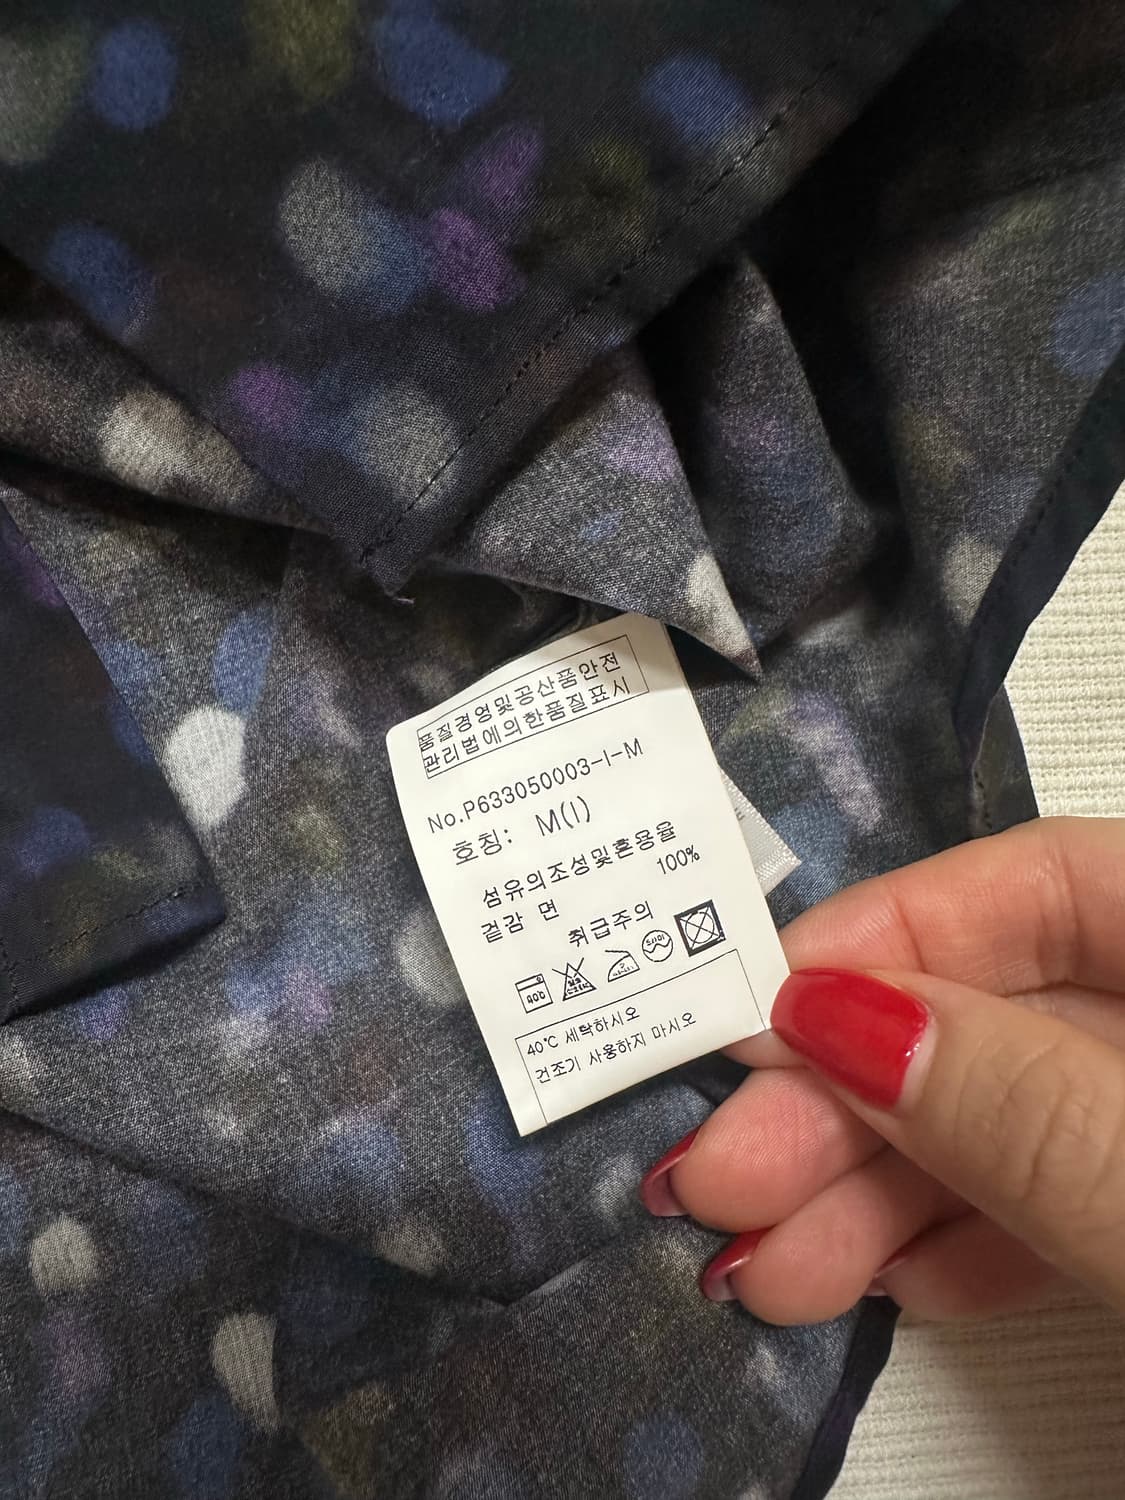 품질경영및공산품안전
관리법에의한품질표시
No.P633050003-I-M
호칭: M(I)
섬유의조성및혼용율
겉감 면 100%
취급주의
40℃ 세탁하시오
건조기 사용하지 마시오